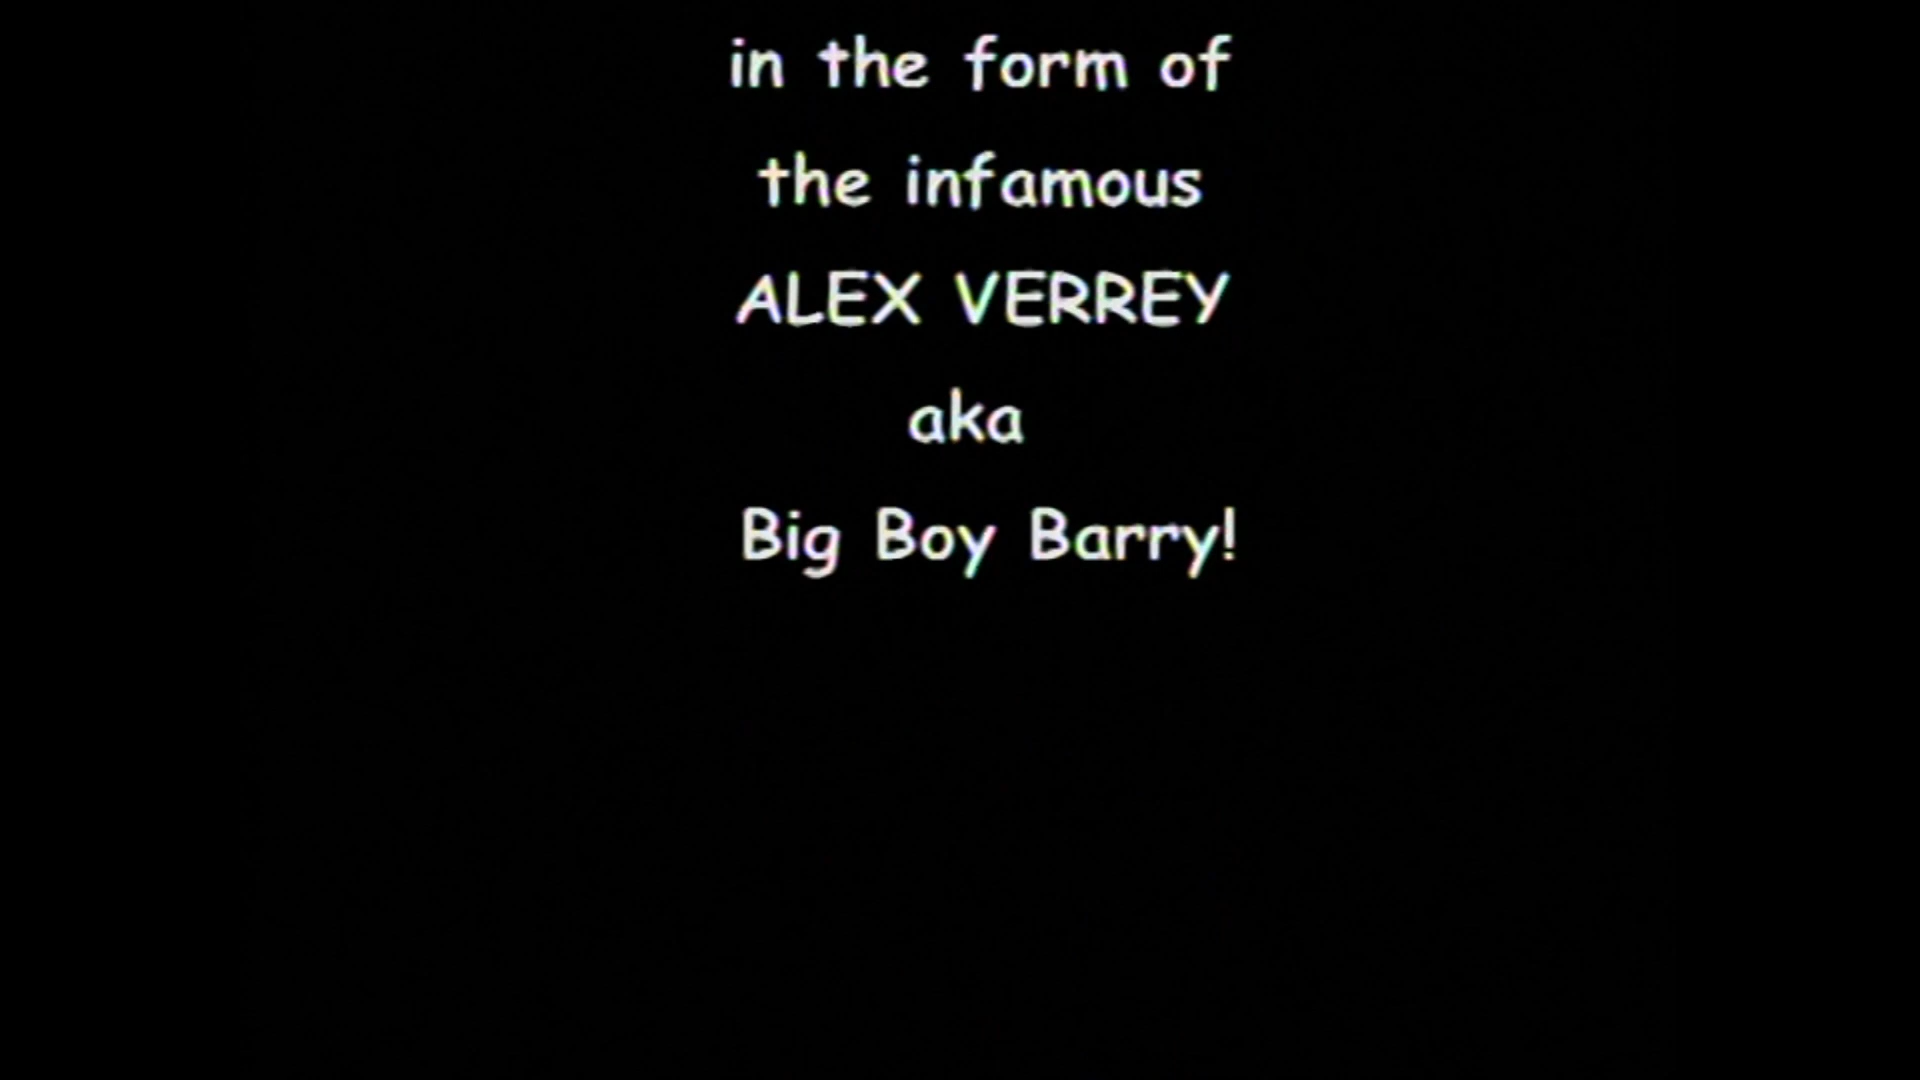 in the form of
the infamous
ALEX VERREY
aka
Big Boy Barry!